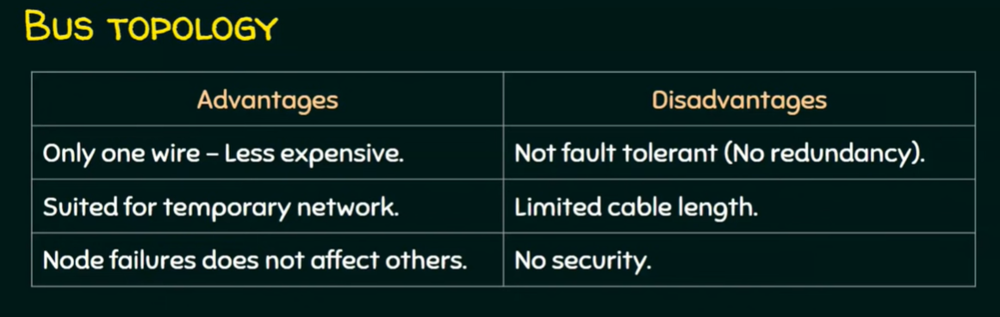 BUS TOPOLOGY
Advantages
Disadvantages
Only one wire – Less expensive.
Not fault tolerant (No redundancy).
Suited for temporary network.
Limited cable length.
Node failures does not affect others.
No security.